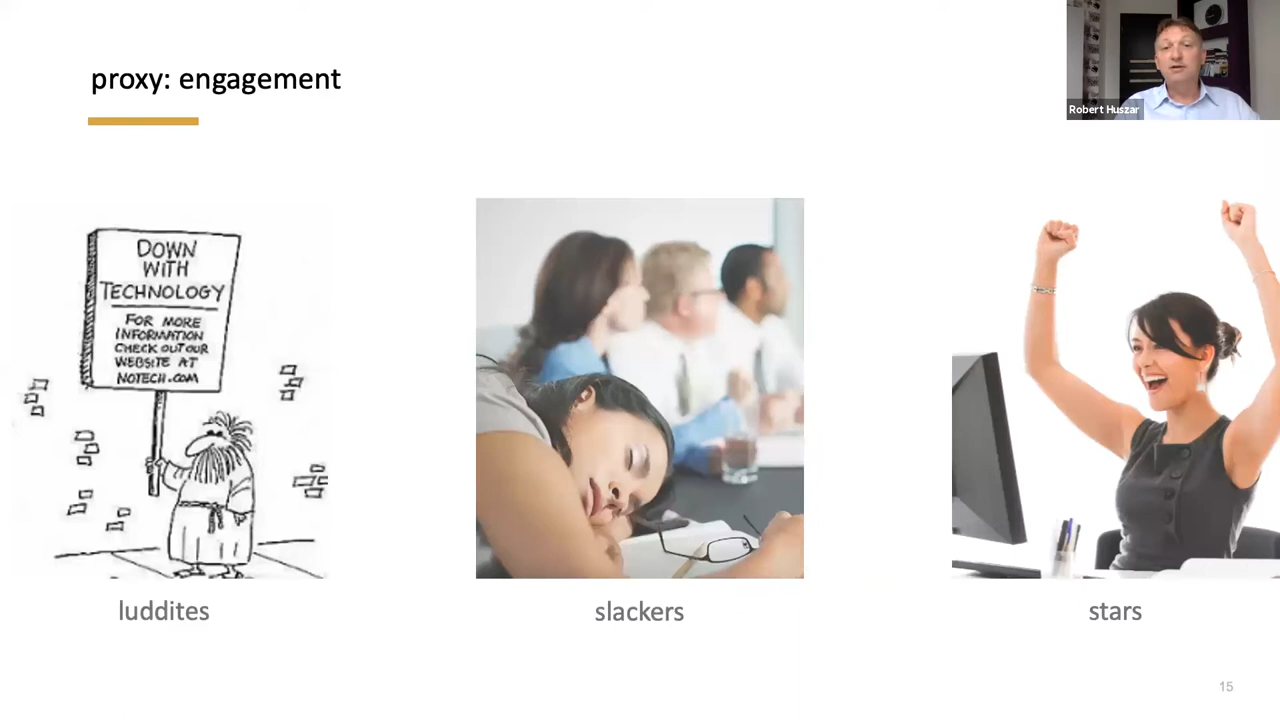 proxy: engagement
Robert Huszar
DOWN
WITH
TECHNOLOGY
FOR MORE
INFORMATION
CHECK OUT OUR
WEBSITE AT
NOTECH.COM
luddites
slackers
stars
15